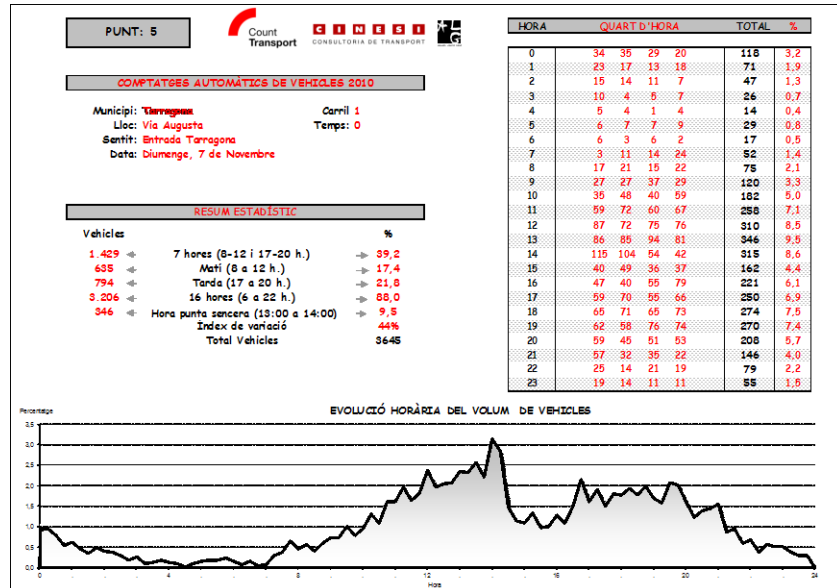 PUNT: 5
Count
Transport
CINESI
CONSULTORIA DE TRANSPORT
COMPTATGES AUTOMÀTICS DE VEHICLES 2010
Municipi: Tarragona Carril 1
Lloc: Via Augusta Temps: 0
Sentit: Entrada Tarragona
Data: Diumenge, 7 de Novembre
RESUM ESTADÍSTIC
Vehicles %
1.429 7 hores (8-12 i 17-20 h.) 39,2
635 Matí (8 a 12 h.) 17,4
794 Tarda (17 a 20 h.) 21,8
3.206 16 hores (6 a 22 h.) 88,0
346 Hora punta sencera (13:00 a 14:00) 9,5
Índex de variació 44%
Total Vehicles 3645
HORA QUART D'HORA TOTAL %
0 34 35 29 20 118 3,2
1 23 17 13 18 71 1,9
2 15 14 11 7 47 1,3
3 10 4 5 7 26 0,7
4 5 4 1 4 14 0,4
5 6 7 7 9 29 0,8
6 6 3 6 2 17 0,5
7 3 11 14 24 52 1,4
8 17 21 15 22 75 2,1
9 27 27 37 29 120 3,3
10 35 48 40 59 182 5,0
11 59 72 60 67 258 7,1
12 87 72 75 76 310 8,5
13 86 85 94 81 346 9,5
14 115 104 54 42 315 8,6
15 40 49 36 37 162 4,4
16 47 40 55 79 221 6,1
17 59 70 55 66 250 6,9
18 65 71 65 73 274 7,5
19 62 58 76 74 270 7,4
20 59 45 51 53 208 5,7
21 57 32 35 22 146 4,0
22 25 14 21 19 79 2,2
23 19 14 11 11 55 1,5
EVOLUCIÓ HORÀRIA DEL VOLUM DE VEHICLES
Percentatge
3,5
3,0
2,5
2,0
1,5
1,0
0,5
0,0
0 4 8 12 16 20 24
Hora